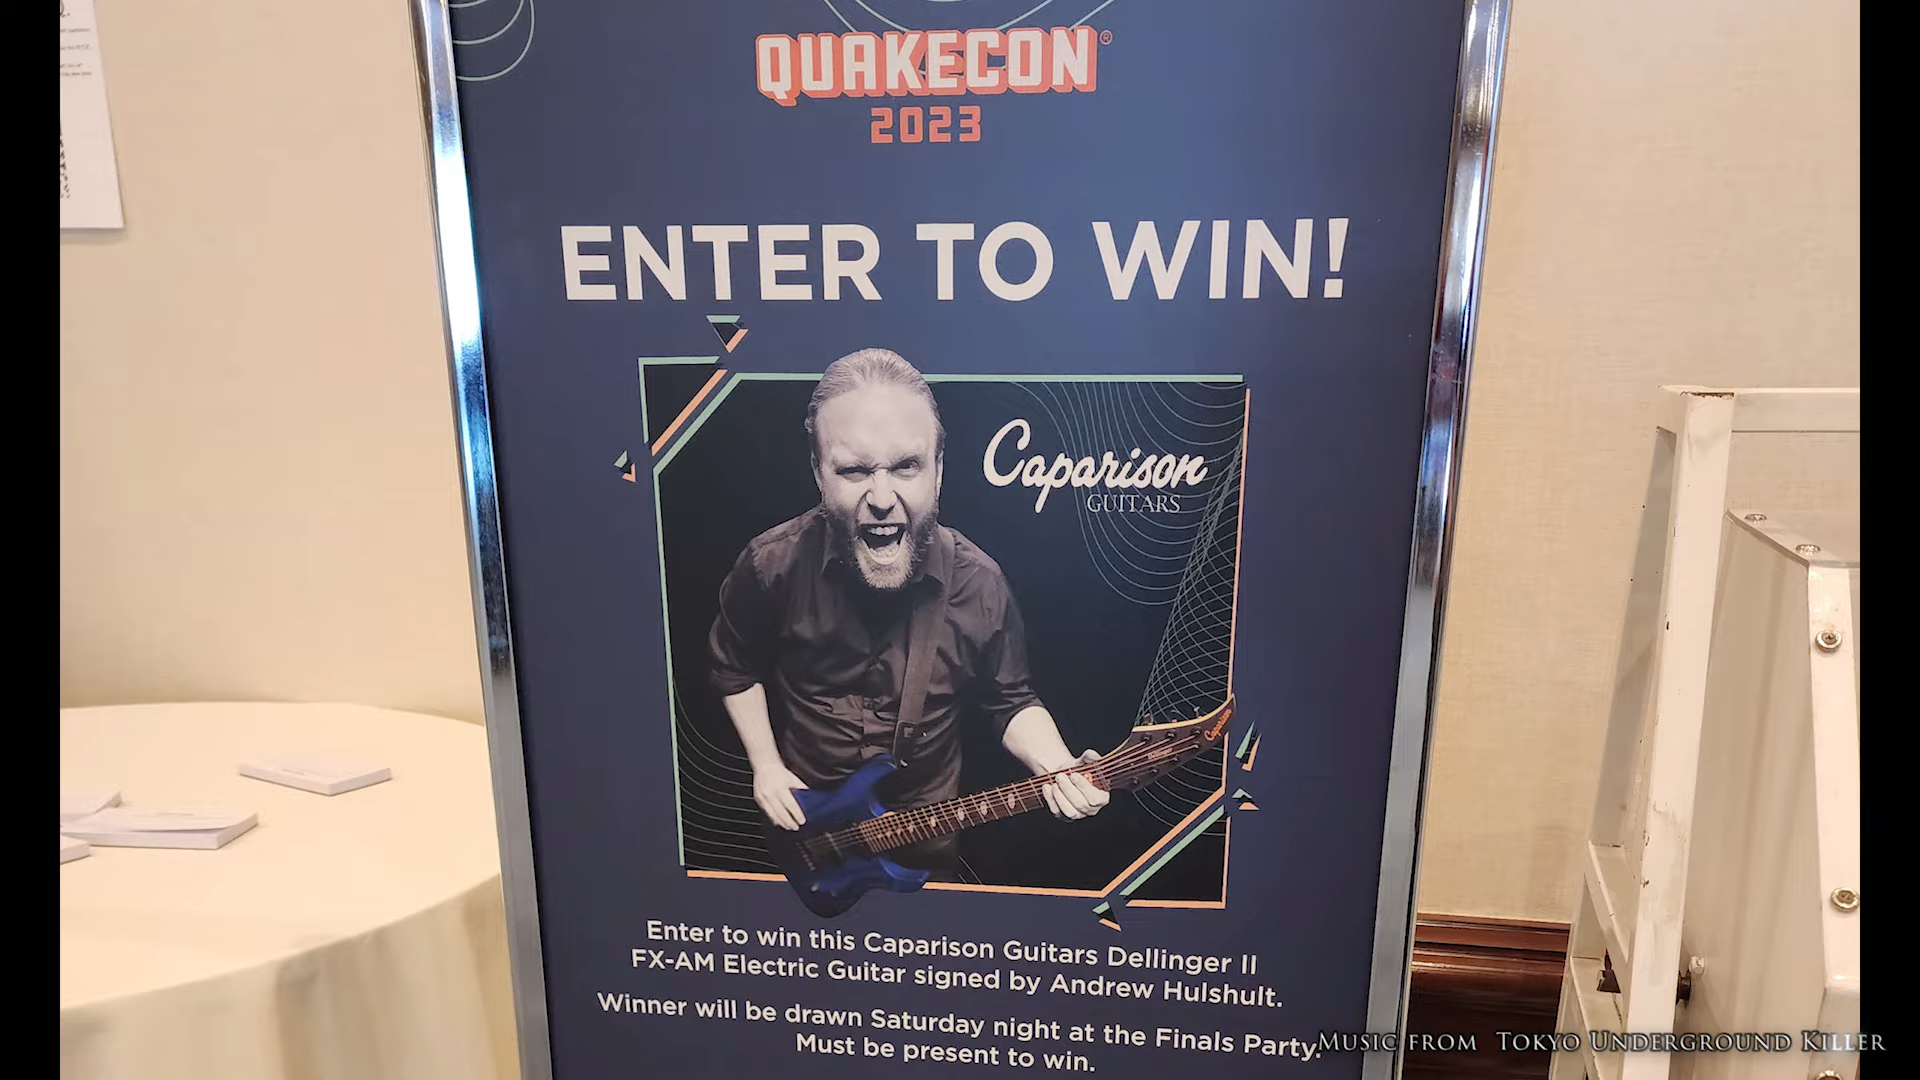 QUAKECON®
2023
ENTER TO WIN!
Caparison
GUITARS
Caparison
Enter to win this Caparison Guitars Dellinger II
FX-AM Electric Guitar signed by Andrew Hulshult.
Winner will be drawn Saturday night at the Finals Party.
Must be present to win.
MUSIC FROM TOKYO UNDERGROUND KILLER